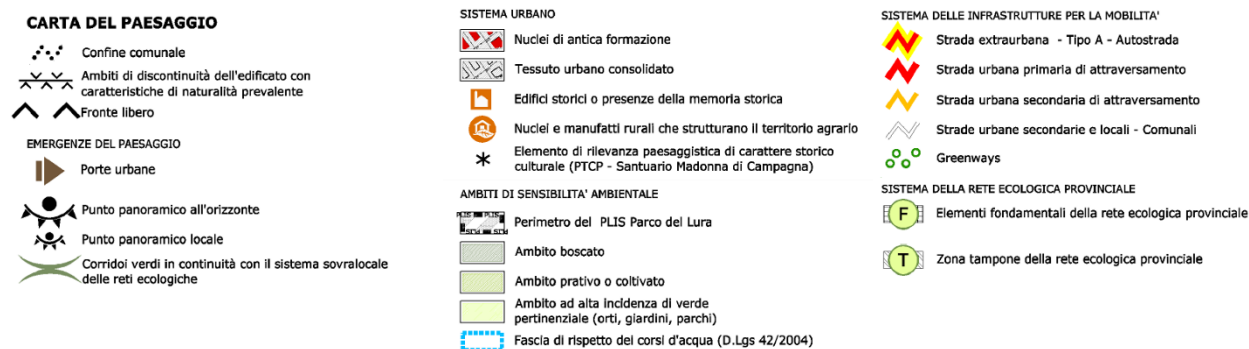 CARTA DEL PAESAGGIO
Confine comunale
Ambiti di discontinuità dell'edificato con
caratteristiche di naturalità prevalente
Fronte libero
EMERGENZE DEL PAESAGGIO
Porte urbane
Punto panoramico all'orizzonte
Punto panoramico locale
Corridoi verdi in continuità con il sistema sovralocale
delle reti ecologiche
SISTEMA URBANO
Nuclei di antica formazione
Tessuto urbano consolidato
Edifici storici o presenze della memoria storica
Nuclei e manufatti rurali che strutturano il territorio agrario
Elemento di rilevanza paesaggistica di carattere storico
culturale (PTCP - Santuario Madonna di Campagna)
AMBITI DI SENSIBILITA' AMBIENTALE
PLIS PLIS
PLIS
Perimetro del PLIS Parco del Lura
Ambito boscato
Ambito prativo o coltivato
Ambito ad alta incidenza di verde
pertinenziale (orti, giardini, parchi)
Fascia di rispetto dei corsi d'acqua (D.Lgs 42/2004)
SISTEMA DELLE INFRASTRUTTURE PER LA MOBILITA'
Strada extraurbana - Tipo A - Autostrada
Strada urbana primaria di attraversamento
Strada urbana secondaria di attraversamento
Strade urbane secondarie e locali - Comunali
Greenways
SISTEMA DELLA RETE ECOLOGICA PROVINCIALE
F Elementi fondamentali della rete ecologica provinciale
T Zona tampone della rete ecologica provinciale